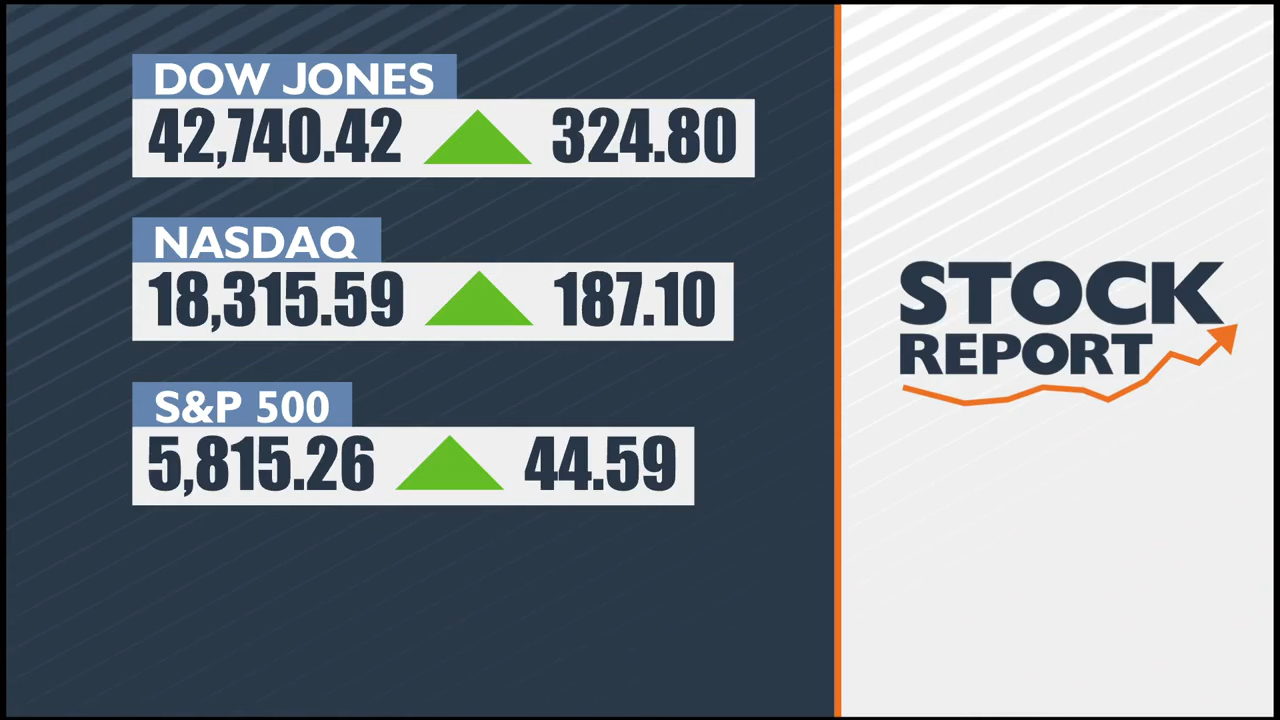 DOW JONES
42,740.42 324.80
NASDAQ
18,315.59 187.10
S&P 500
5,815.26 44.59
STOCK
REPORT